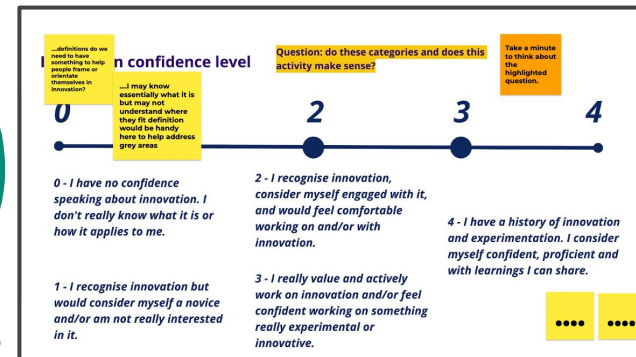 ...definitions do we
need to have
something to help
people frame or
orientate
themselves in
innovation?
n confidence level
Question: do these categories and does this
activity make sense?
Take a minute
to think about
the
highlighted
question.
...I may know
essentially what it is
but may not
understand where
they fit definition
would be handy
here to help address
grey areas
0
2
3
4
0 - I have no confidence
speaking about innovation. I
don't really know what it is or
how it applies to me.
1 - I recognise innovation but
would consider myself a novice
and/or am not really interested
in it.
2 - I recognise innovation,
consider myself engaged with it,
and would feel comfortable
working on and/or with
innovation.
3 - I really value and actively
work on innovation and/or feel
confident working on something
really experimental or
innovative.
4 - I have a history of innovation
and experimentation. I consider
myself confident, proficient and
with learnings I can share.